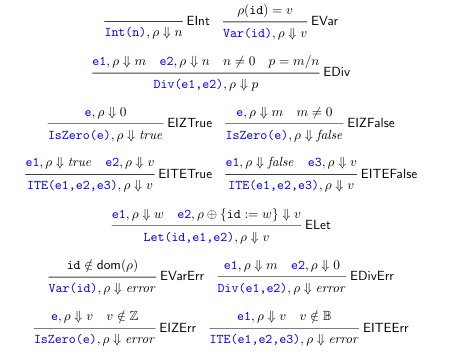 Int(n), ρ ⇓ n EInt ρ(id) = v
Var(id), ρ ⇓ v EVar
e1, ρ ⇓ m e2, ρ ⇓ n n ≠ 0 p = m/n
Div(e1,e2), ρ ⇓ p EDiv
e, ρ ⇓ 0
IsZero(e), ρ ⇓ true EIZTrue e, ρ ⇓ m m ≠ 0
IsZero(e), ρ ⇓ false EIZFalse
e1, ρ ⇓ true e2, ρ ⇓ v
ITE(e1,e2,e3), ρ ⇓ v EITETrue e1, ρ ⇓ false e3, ρ ⇓ v
ITE(e1,e2,e3), ρ ⇓ v EITEFalse
e1, ρ ⇓ w e2, ρ ⊕ {id := w} ⇓ v
Let(id,e1,e2), ρ ⇓ v ELet
id ∉ dom(ρ)
Var(id), ρ ⇓ error EVarErr e1, ρ ⇓ m e2, ρ ⇓ 0
Div(e1,e2), ρ ⇓ error EDivErr
e, ρ ⇓ v v ∉ ℤ
IsZero(e), ρ ⇓ error EIZErr e1, ρ ⇓ v v ∉ 𝔹
ITE(e1,e2,e3), ρ ⇓ error EITEErr